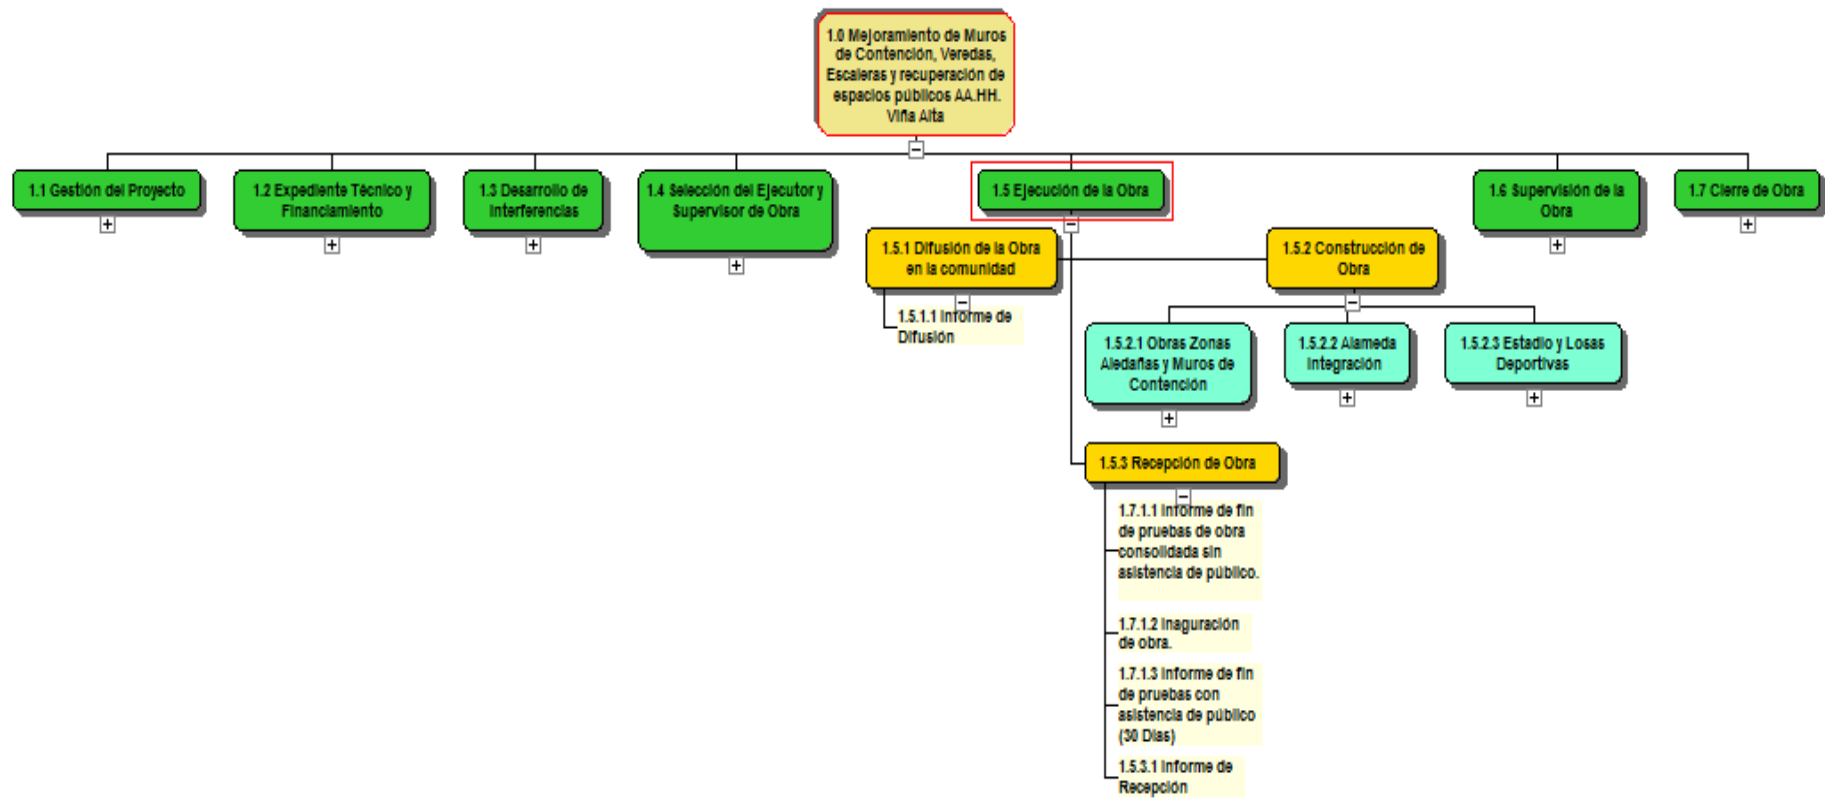 1.0 Mejoramiento de Muros
de Contención, Veredas,
Escaleras y recuperación de
espacios públicos AA.HH.
Viña Alta
1.1 Gestión del Proyecto
1.2 Expediente Técnico y
Financiamiento
1.3 Desarrollo de
Interferencias
1.4 Selección del Ejecutor y
Supervisor de Obra
1.5 Ejecución de la Obra
1.6 Supervisión de la
Obra
1.7 Cierre de Obra
1.5.1 Difusión de la Obra
en la comunidad
1.5.1.1 Informe de
Difusión
1.5.2 Construcción de
Obra
1.5.2.1 Obras Zonas
Aledañas y Muros de
Contención
1.5.2.2 Alameda
Integración
1.5.2.3 Estadio y Losas
Deportivas
1.5.3 Recepción de Obra
1.7.1.1 Informe de fin
de pruebas de obra
consolidada sin
asistencia de público.
1.7.1.2 Inaguración
de obra.
1.7.1.3 Informe de fin
de pruebas con
asistencia de público
(30 Dias)
1.5.3.1 Informe de
Recepción